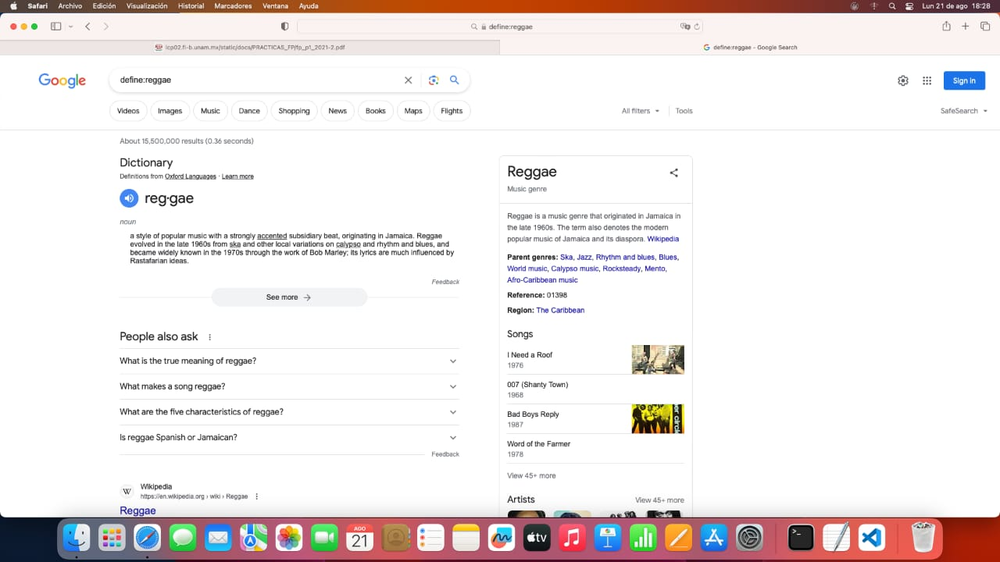 Safari Archivo Edición Visualización Historial Marcadores Ventana Ayuda
Lun 21 de ago 18:28
define:reggae
lcp02.fi-b.unam.mx/static/docs/PRACTICAS_FP/fp_p1_2021-2.pdf
define:reggae - Google Search
Google
define:reggae
Sign in
Videos Images Music Dance Shopping News Books Maps Flights
All filters Tools
SafeSearch
About 15,500,000 results (0.36 seconds)
Dictionary
Definitions from Oxford Languages · Learn more
reg·gae
noun
a style of popular music with a strongly accented subsidiary beat, originating in Jamaica. Reggae
evolved in the late 1960s from ska and other local variations on calypso and rhythm and blues, and
became widely known in the 1970s through the work of Bob Marley; its lyrics are much influenced by
Rastafarian ideas.
Feedback
See more
People also ask
What is the true meaning of reggae?
What makes a song reggae?
What are the five characteristics of reggae?
Is reggae Spanish or Jamaican?
Feedback
W
Wikipedia
https://en.wikipedia.org › wiki › Reggae
Reggae
Reggae
Music genre
Reggae is a music genre that originated in Jamaica in
the late 1960s. The term also denotes the modern
popular music of Jamaica and its diaspora. Wikipedia
Parent genres: Ska, Jazz, Rhythm and blues, Blues,
World music, Calypso music, Rocksteady, Mento,
Afro-Caribbean music
Reference: 01398
Region: The Caribbean
Songs
I Need a Roof
1976
007 (Shanty Town)
1968
Bad Boys Reply
1987
Word of the Farmer
1978
View 45+ more
Artists
View 45+ more
AGO
21
tv